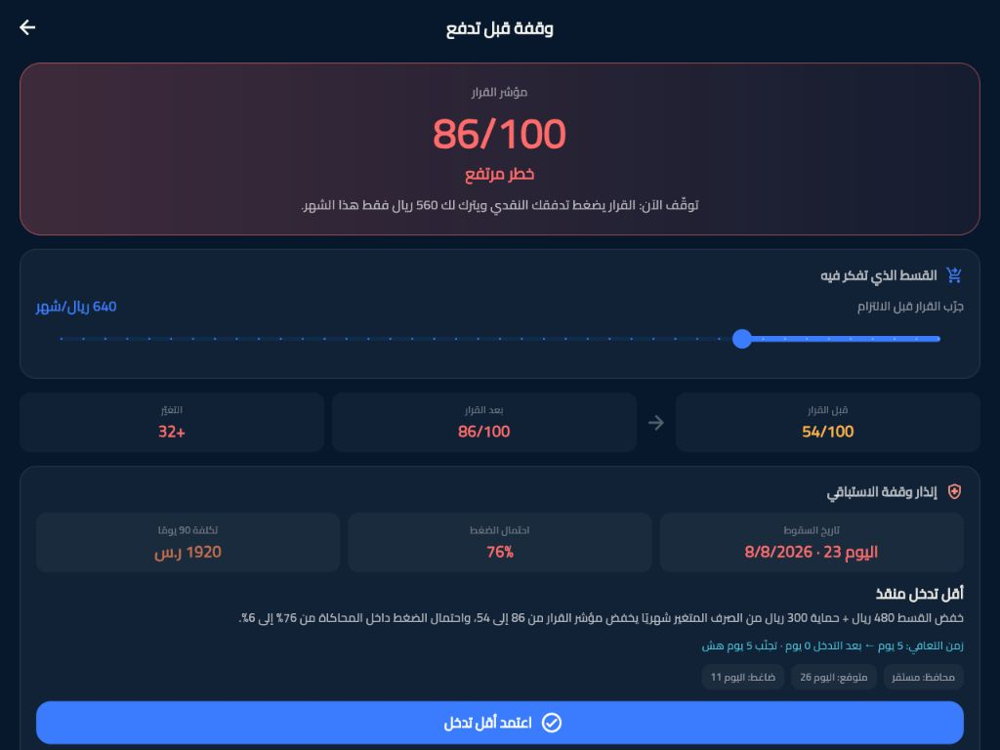 وقفة قبل تدفع
مؤشر القرار
86/100
خطر مرتفع
توقّف الآن: القرار يضغط تدفقك النقدي ويترك لك 560 ريال فقط هذا الشهر.
القسط الذي تفكر فيه
جرّب القرار قبل الالتزام
640 ريال/شهر
قبل القرار
54/100
بعد القرار
86/100
التغيّر
+32
إنذار وقفة الاستباقي
تاريخ السقوط
اليوم 23 · 8/8/2026
احتمال الضغط
76%
تكلفة 90 يومًا
1920 ر.س
أقل تدخل منقذ
خفض القسط 480 ريال + حماية 300 ريال من الصرف المتغير شهريًا يخفض مؤشر القرار من 86 إلى 54، واحتمال الضغط داخل المحاكاة من 76% إلى 6%.
زمن التعافي: 5 يوم ← بعد التدخل 0 يوم · تجنّب 5 يوم هش
محافظ: مستقر
متوقع: اليوم 26
ضاغط: اليوم 11
اعتمد أقل تدخل